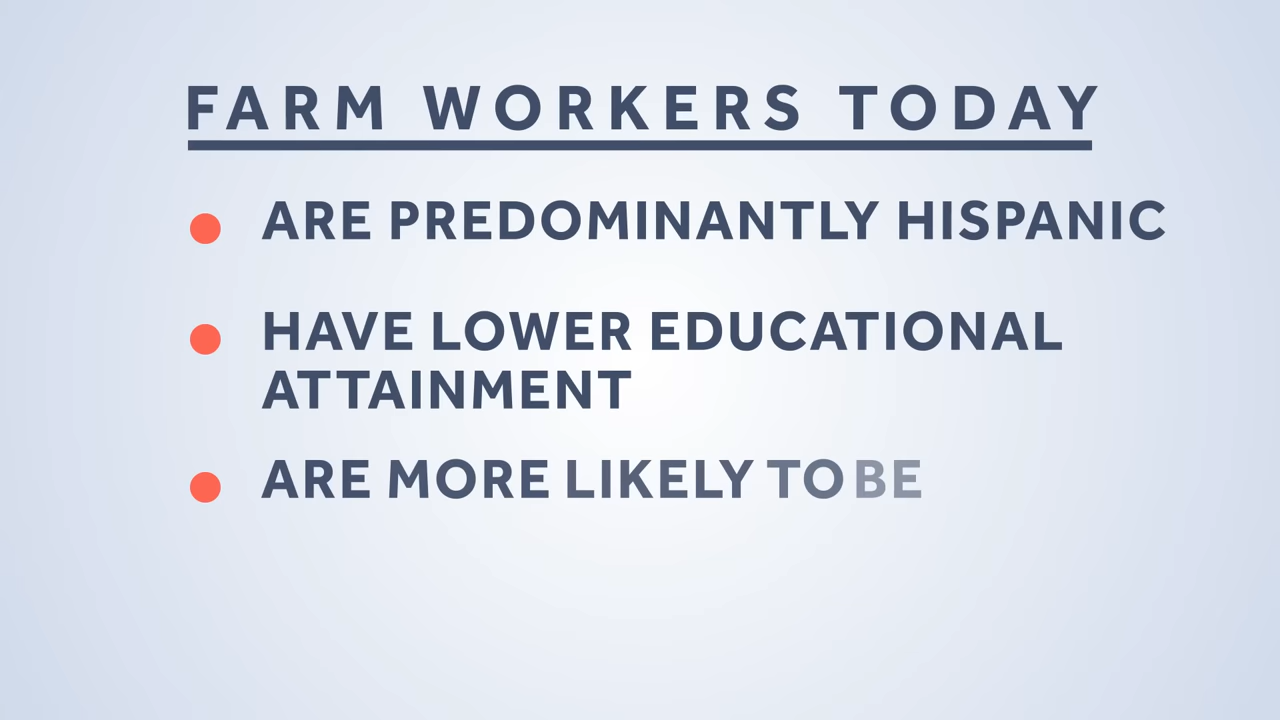 FARM WORKERS TODAY
ARE PREDOMINANTLY HISPANIC
HAVE LOWER EDUCATIONAL
ATTAINMENT
ARE MORE LIKELY TO BE